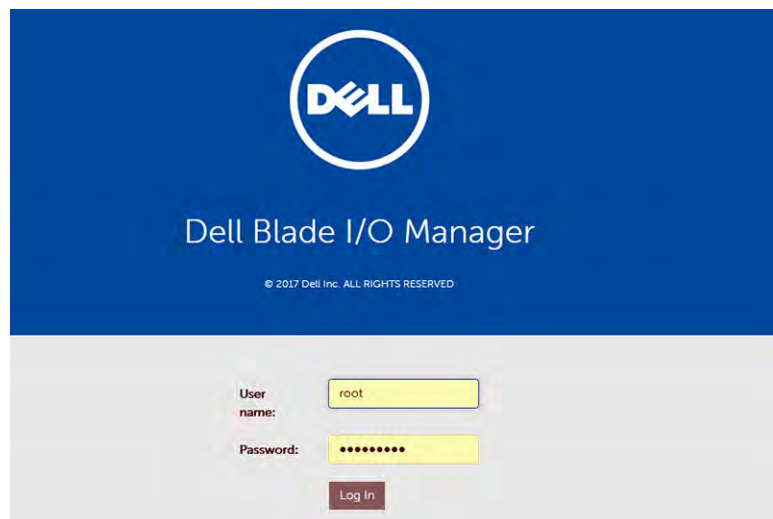 DELL
Dell Blade I/O Manager
© 2017 Dell Inc. ALL RIGHTS RESERVED
User
name:
root
Password:
•••••••••
Log In